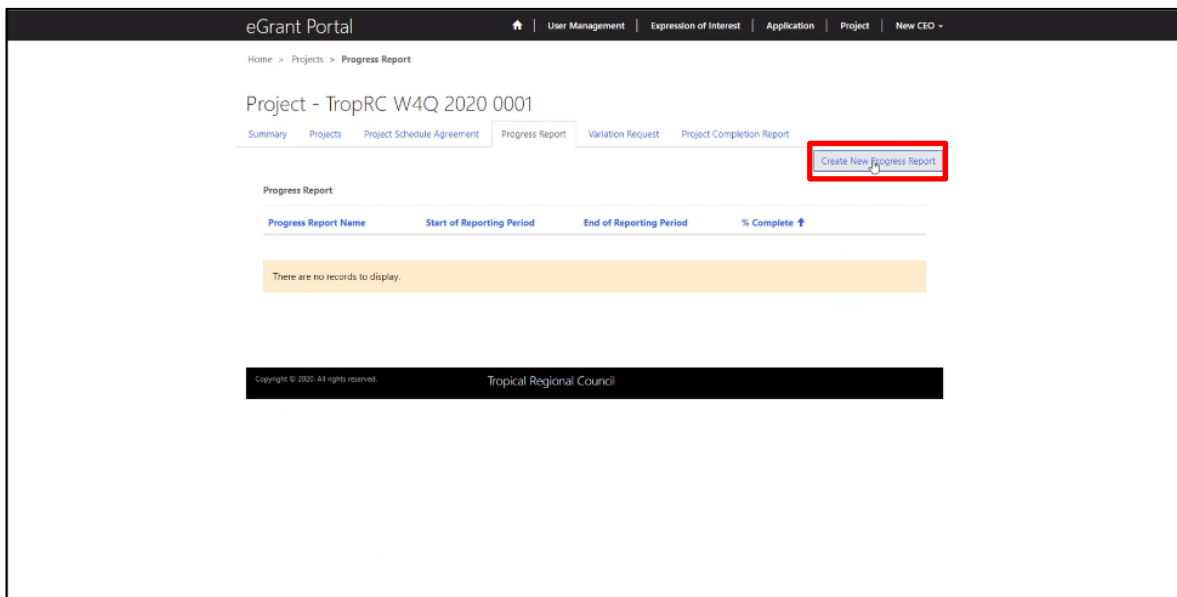 eGrant Portal | User Management | Expression of Interest | Application | Project | New CEO
Home > Projects > Progress Report
Project - TropRC W4Q 2020 0001
Summary Projects Project Schedule Agreement Progress Report Variation Request Project Completion Report
Create New Progress Report
Progress Report
Progress Report Name Start of Reporting Period End of Reporting Period % Complete ↑
There are no records to display.
Copyright © 2020. All rights reserved. Tropical Regional Council